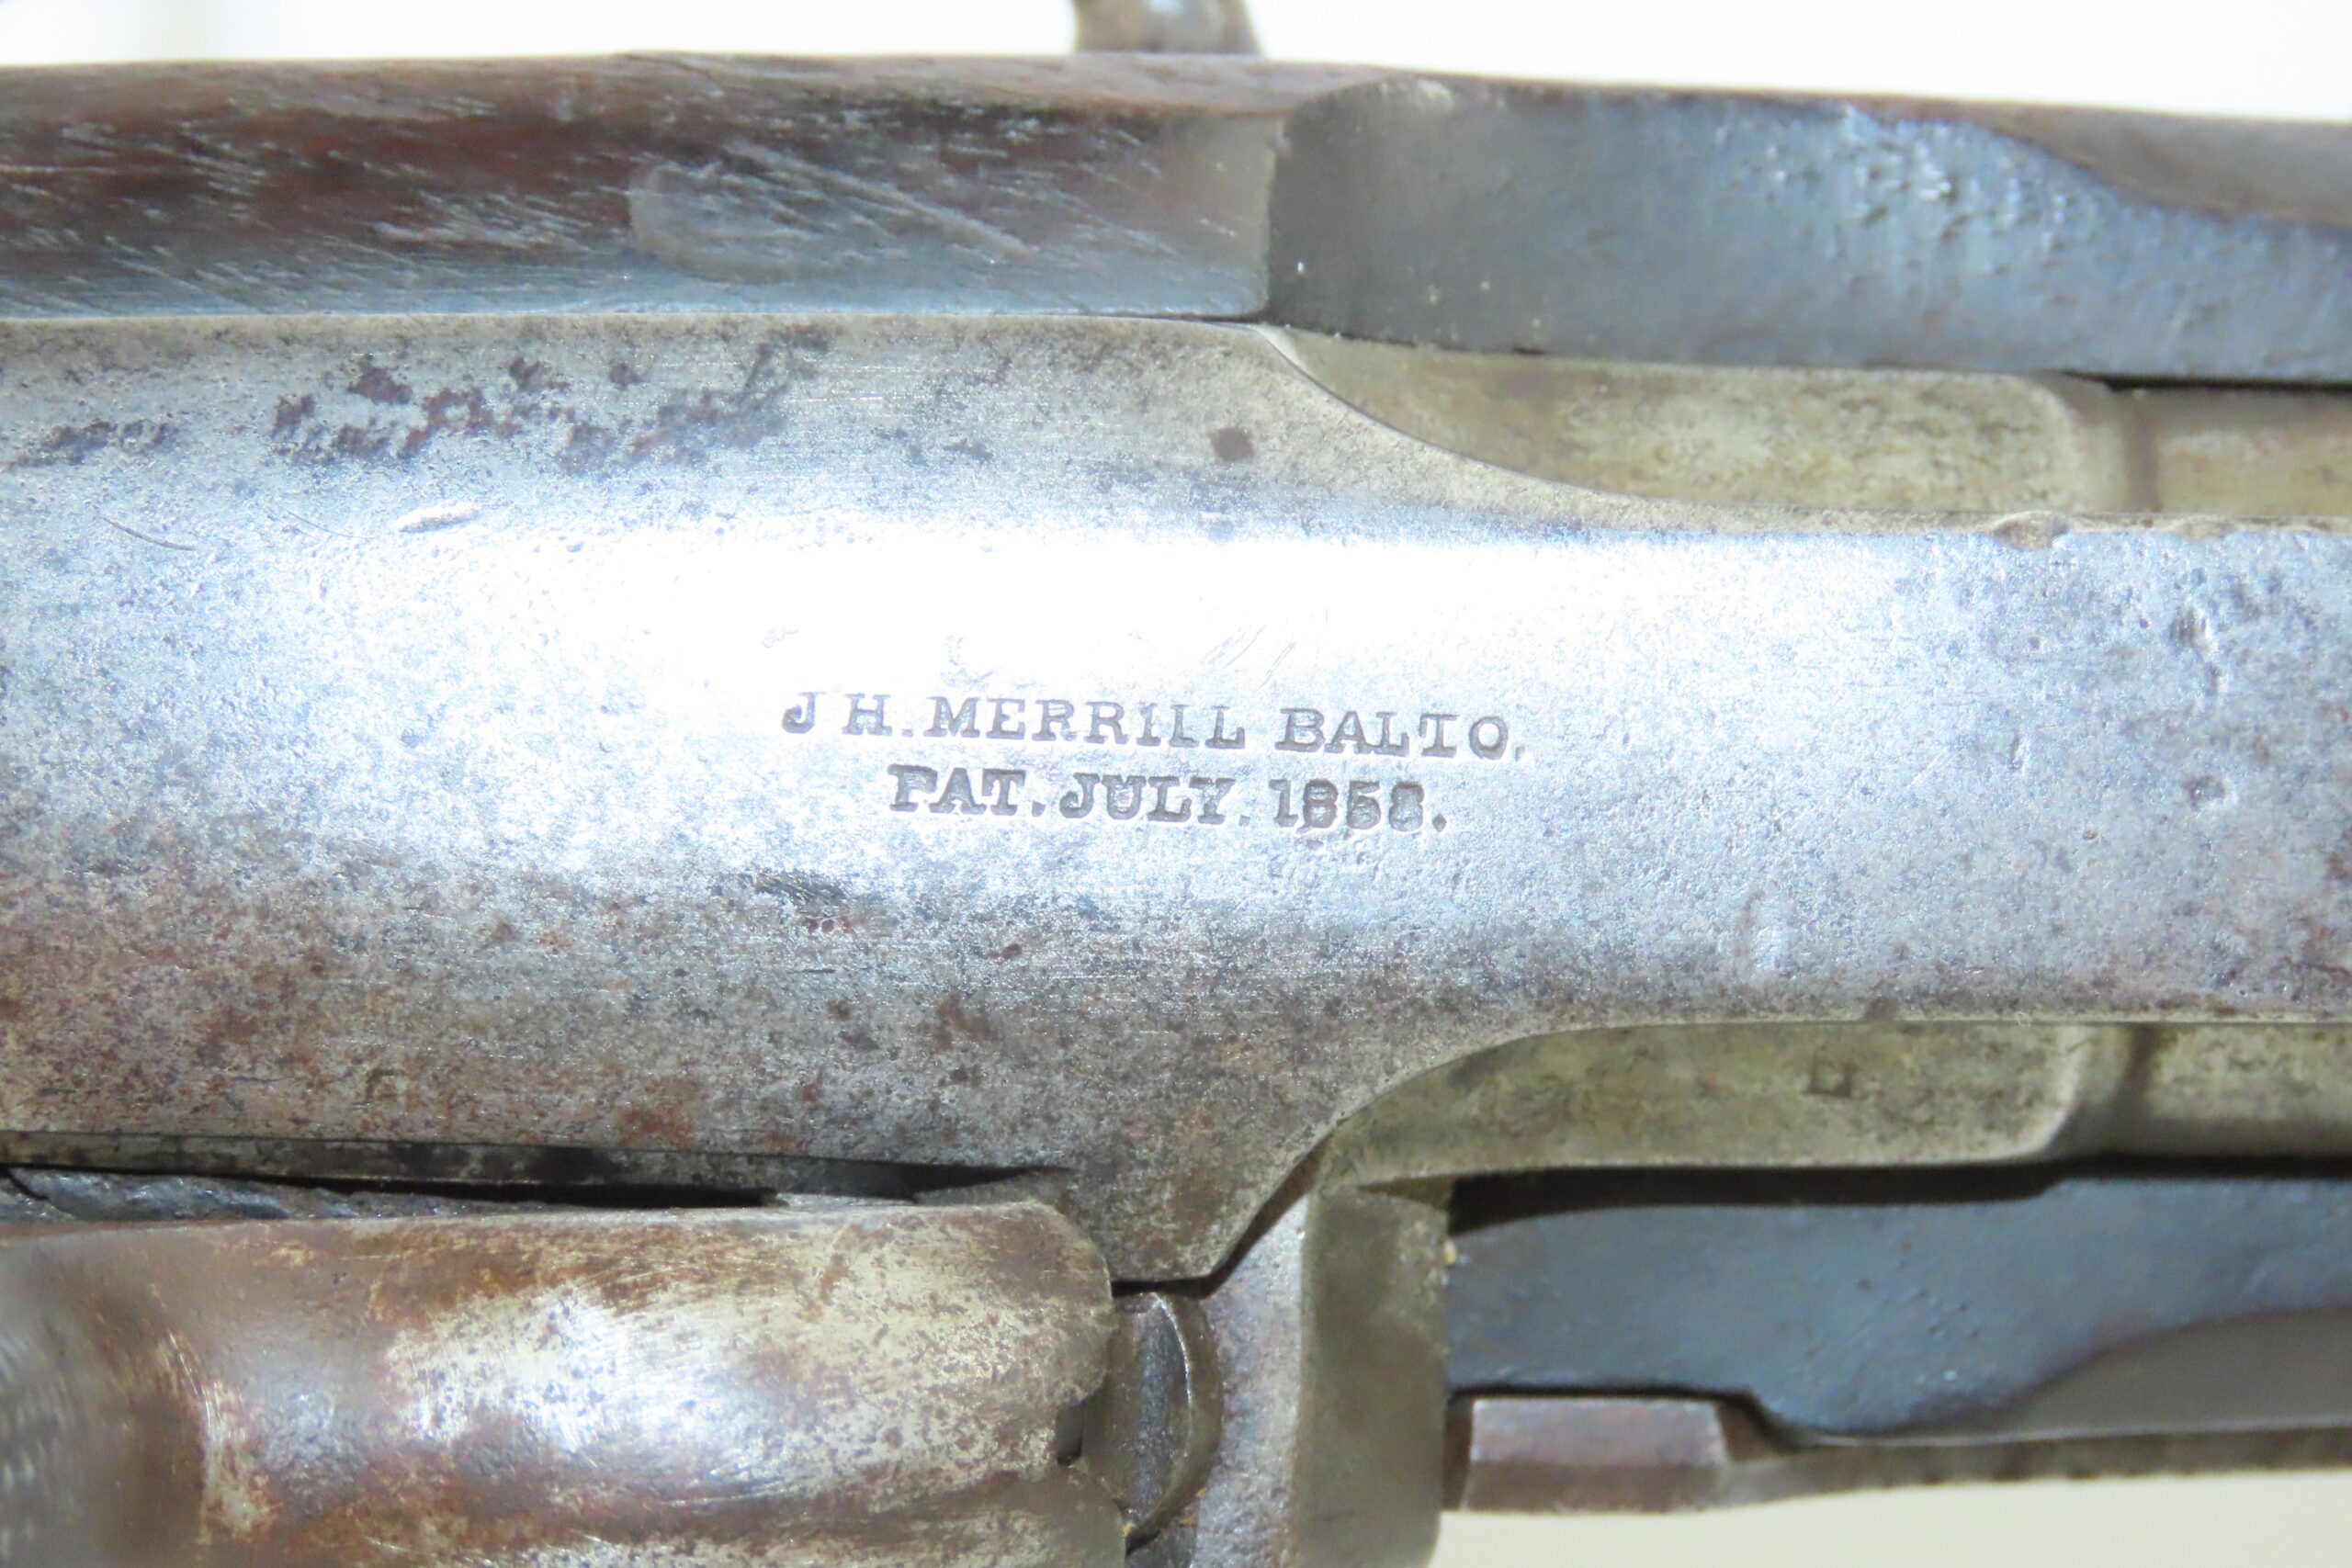 J H. MERRILL BALTO.
PAT. JULY. 1858.